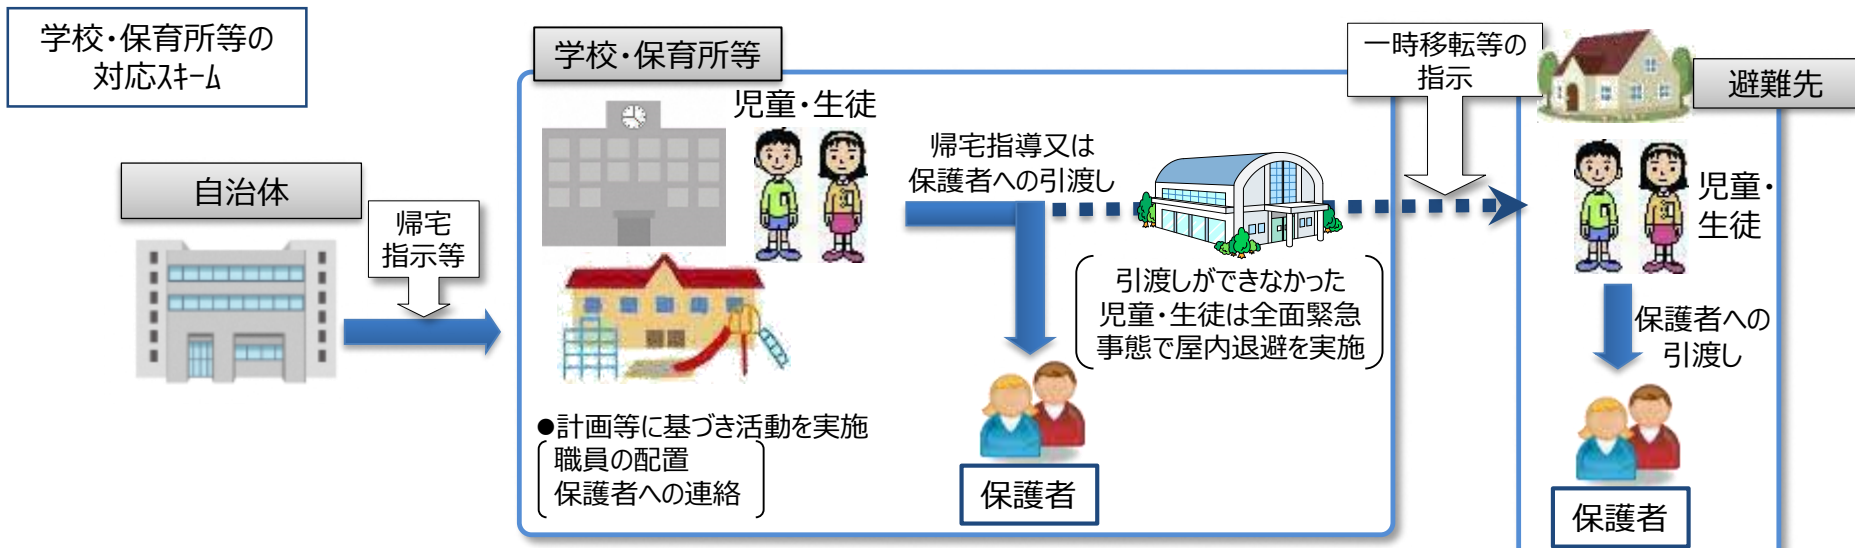 学校・保育所等の
対応ｽｷｰﾑ
自治体
帰宅
指示等
学校・保育所等
児童・生徒
帰宅指導又は
保護者への引渡し
引渡しができなかった
児童・生徒は全面緊急
事態で屋内退避を実施
●計画等に基づき活動を実施
職員の配置
保護者への連絡
保護者
一時移転等の
指示
避難先
児童・
生徒
保護者への
引渡し
保護者